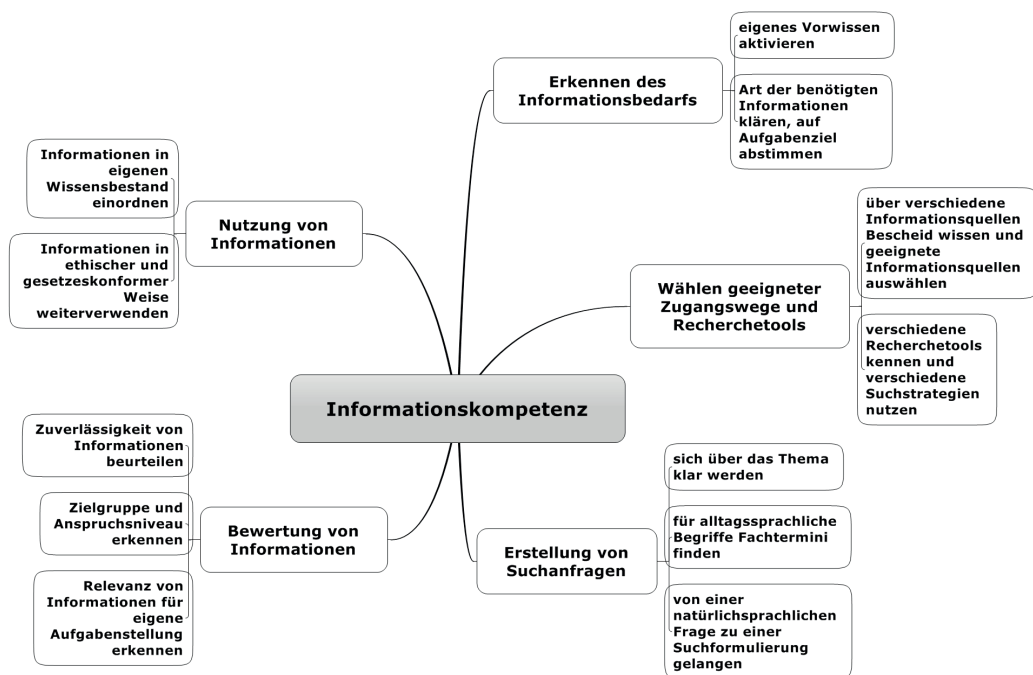 Informationskompetenz
Erkennen des
Informationsbedarfs
eigenes Vorwissen
aktivieren
Art der benötigten
Informationen
klären, auf
Aufgabenziel
abstimmen
Wählen geeigneter
Zugangswege und
Recherchetools
über verschiedene
Informationsquellen
Bescheid wissen und
geeignete
Informationsquellen
auswählen
verschiedene
Recherchetools
kennen und
verschiedene
Suchstrategien
nutzen
Erstellung von
Suchanfragen
sich über das Thema
klar werden
für alltagssprachliche
Begriffe Fachtermini
finden
von einer
natürlichsprachlichen
Frage zu einer
Suchformulierung
gelangen
Bewertung von
Informationen
Zuverlässigkeit von
Informationen
beurteilen
Zielgruppe und
Anspruchsniveau
erkennen
Relevanz von
Informationen für
eigene
Aufgabenstellung
erkennen
Nutzung von
Informationen
Informationen in
eigenen
Wissensbestand
einordnen
Informationen in
ethischer und
gesetzeskonformer
Weise
weiterverwenden